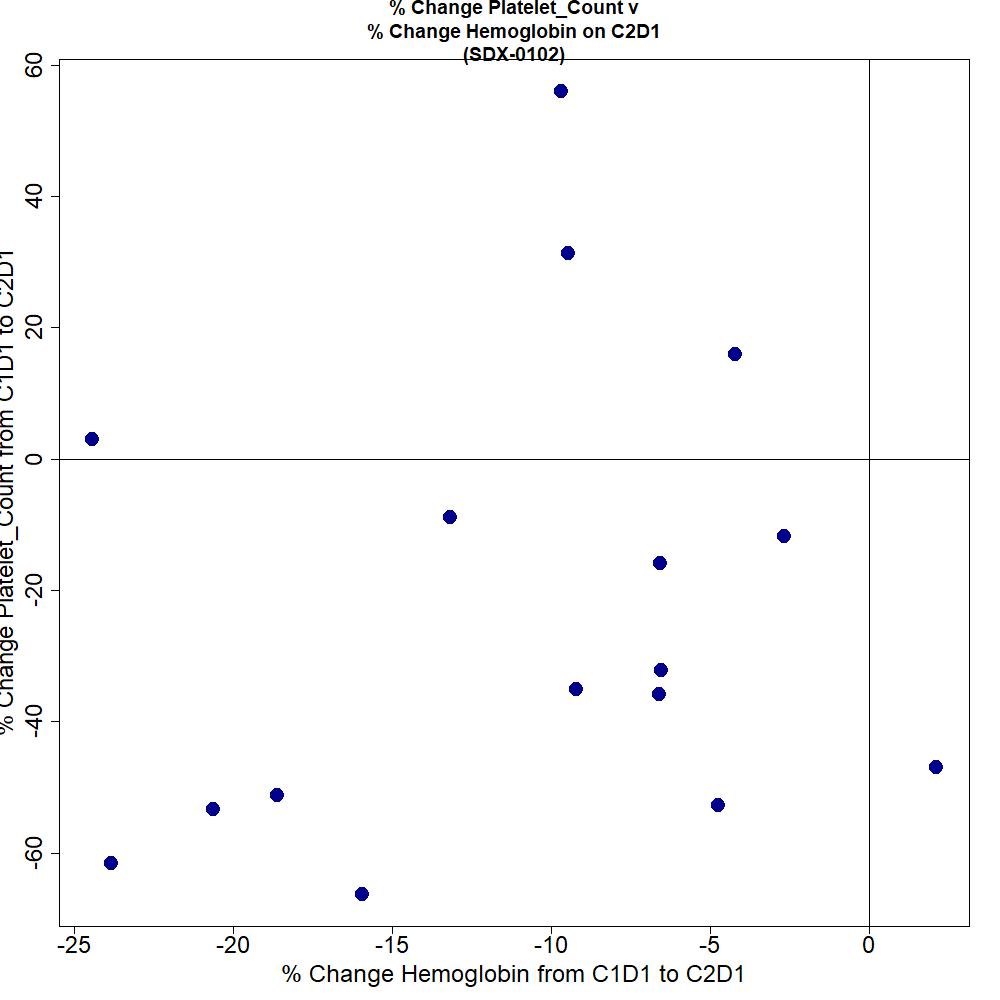 % Change Platelet_Count v
% Change Hemoglobin on C2D1
(SDX-0102)
% Change Platelet_Count from C1D1 to C2D1
60
40
20
0
-20
-40
-60
-25
-20
-15
-10
-5
0
% Change Hemoglobin from C1D1 to C2D1